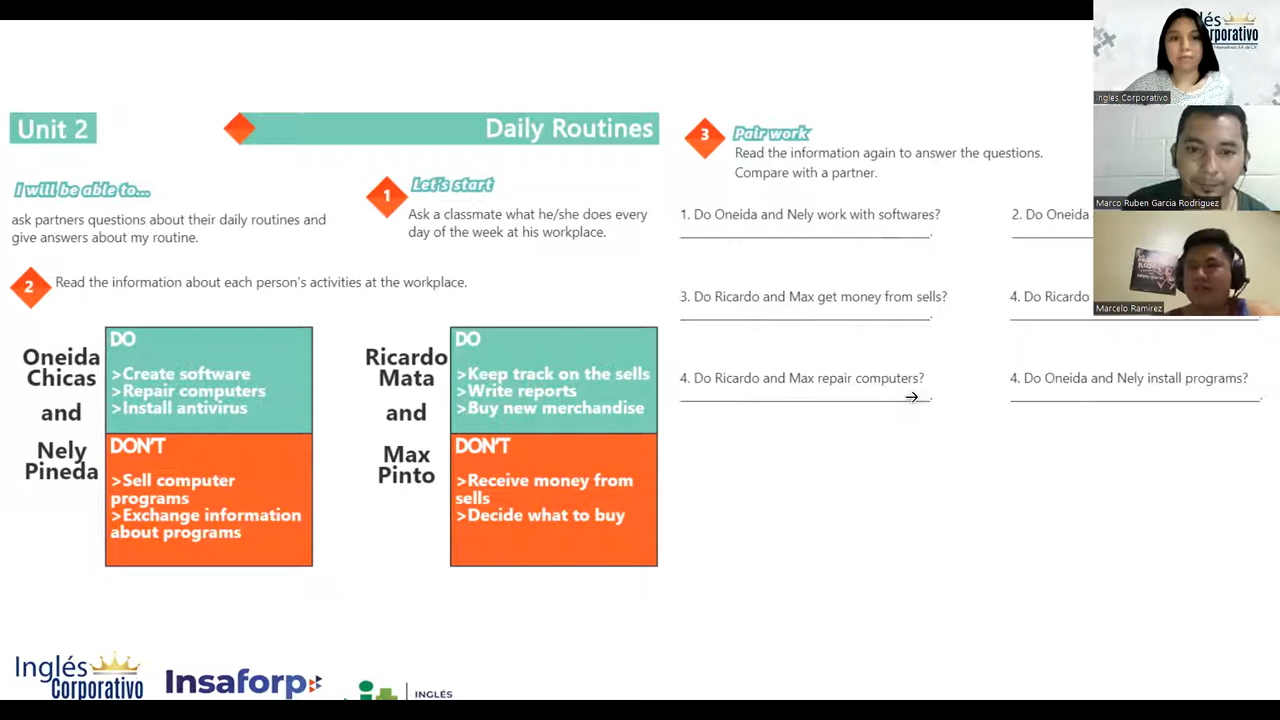 Unit 2
Daily Routines
I will be able to...
ask partners questions about their daily routines and
give answers about my routine.
1
Let's start
Ask a classmate what he/she does every
day of the week at his workplace.
2
Read the information about each person's activities at the workplace.
Oneida
Chicas
and
Nely
Pineda
DO
>Create software
>Repair computers
>Install antivirus
DON'T
>Sell computer
programs
>Exchange information
about programs
Ricardo
Mata
and
Max
Pinto
DO
>Keep track on the sells
>Write reports
>Buy new merchandise
DON'T
>Receive money from
sells
>Decide what to buy
3
Pair work
Read the information again to answer the questions.
Compare with a partner.
1. Do Oneida and Nely work with softwares?
2. Do Oneida
3. Do Ricardo and Max get money from sells?
4. Do Ricardo
4. Do Ricardo and Max repair computers?
4. Do Oneida and Nely install programs?
Inglés
Corporativo
Insaforp
INGLÉS
lés
orporativo
Inglés Corporativo
Marco Ruben Garcia Rodriguez
Marcelo Ramirez